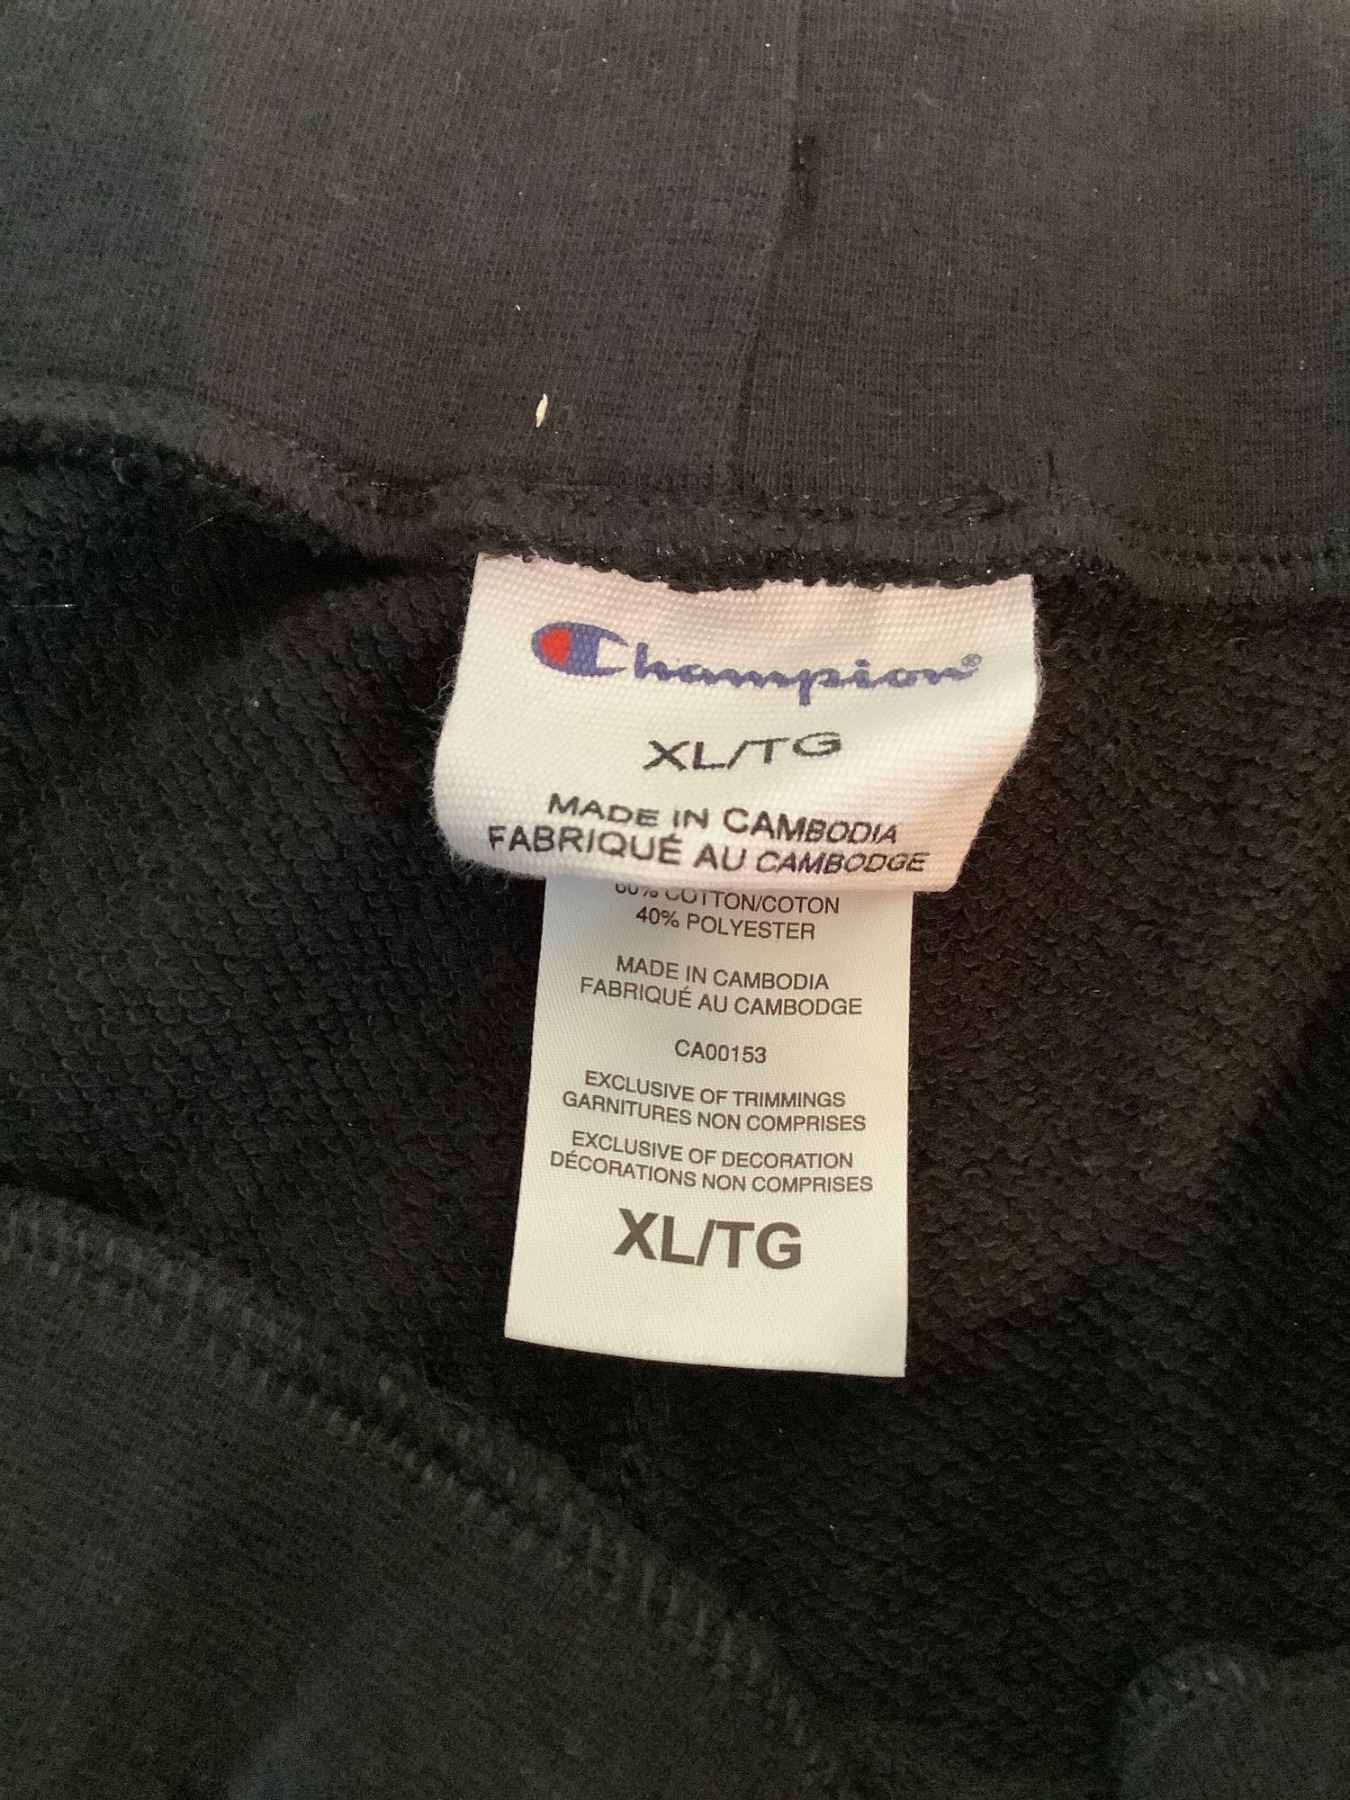 Champion®
XL/TG
MADE IN CAMBODIA
FABRIQUÉ AU CAMBODGE
60% COTTON/COTON
40% POLYESTER
MADE IN CAMBODIA
FABRIQUÉ AU CAMBODGE
CA00153
EXCLUSIVE OF TRIMMINGS
GARNITURES NON COMPRISES
EXCLUSIVE OF DECORATION
DÉCORATIONS NON COMPRISES
XL/TG